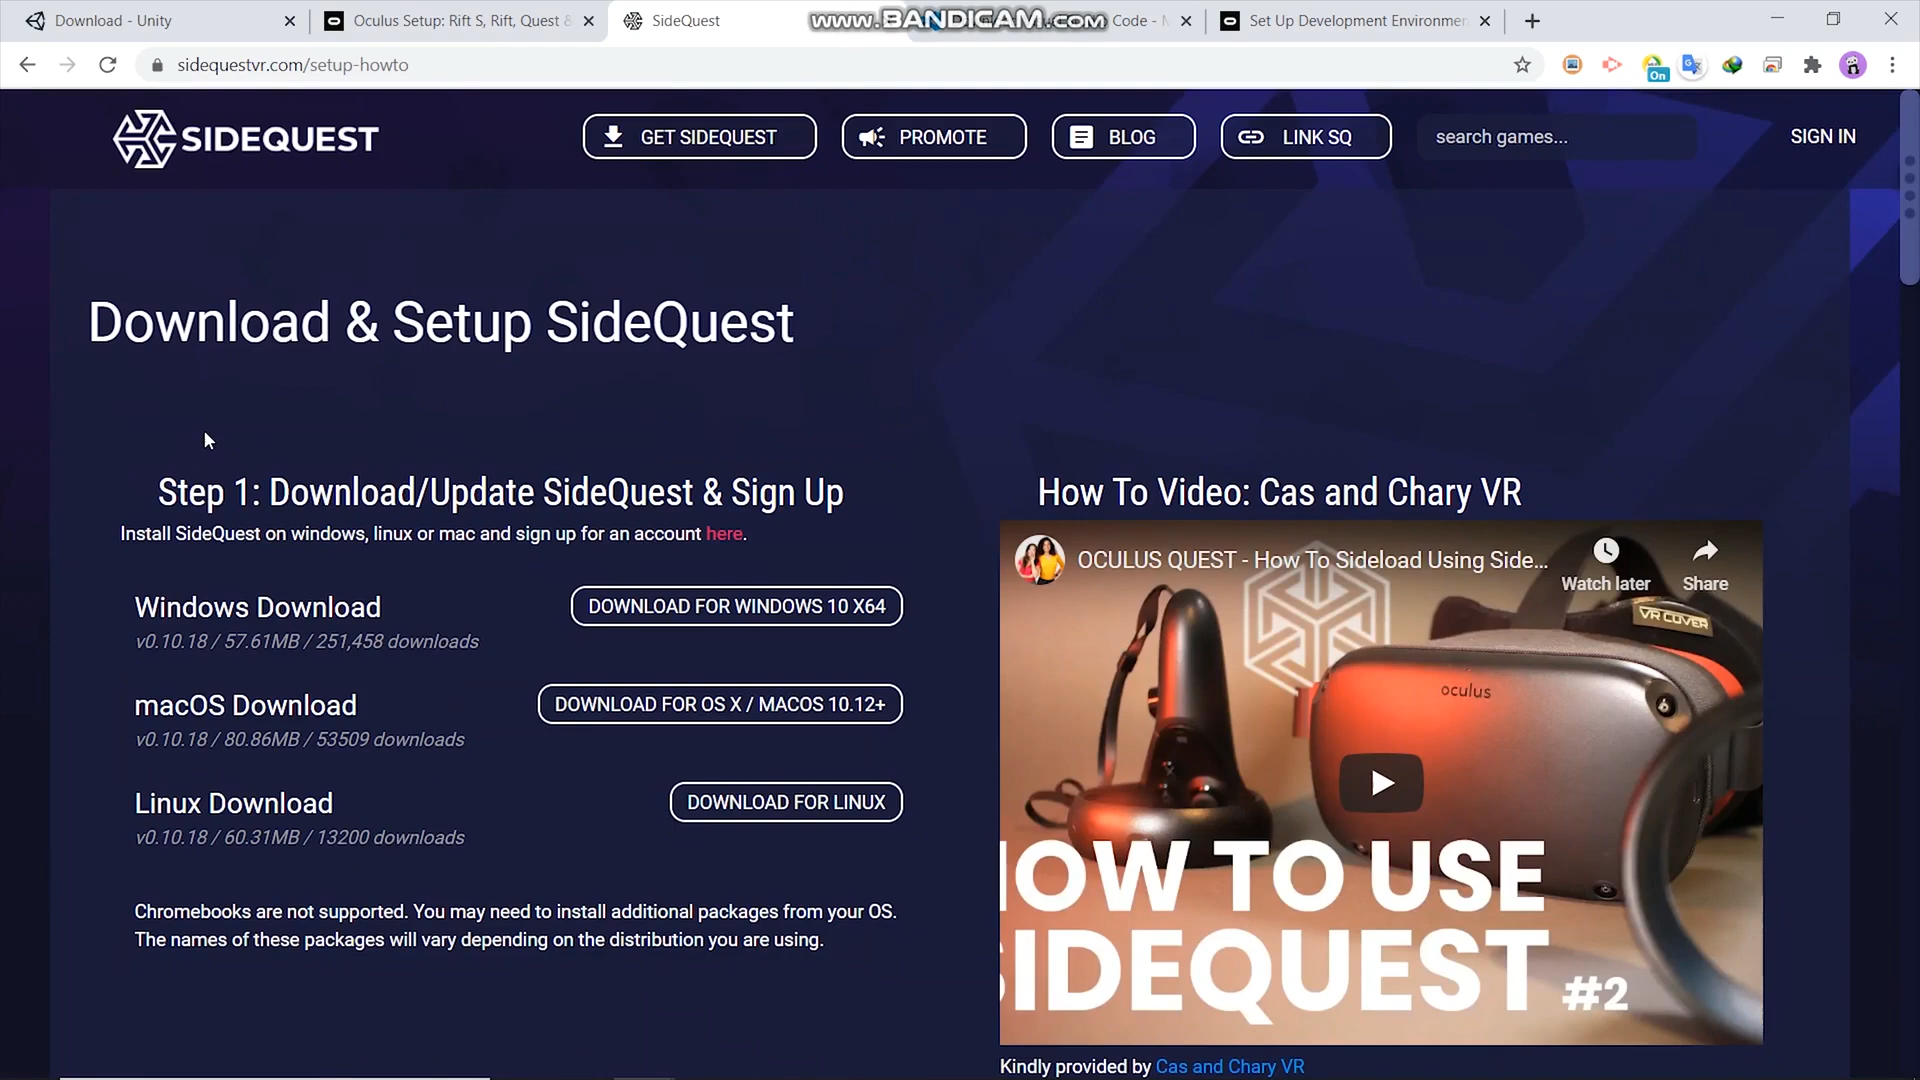 Download - Unity
Oculus Setup: Rift S, Rift, Quest &
SideQuest
www.BANDICAM.com
Code - M
Set Up Development Environmen
sidequestvr.com/setup-howto
On
SIDEQUEST
GET SIDEQUEST
PROMOTE
BLOG
LINK SQ
search games...
SIGN IN
Download & Setup SideQuest
Step 1: Download/Update SideQuest & Sign Up
Install SideQuest on windows, linux or mac and sign up for an account here.
Windows Download
DOWNLOAD FOR WINDOWS 10 X64
v0.10.18 / 57.61MB / 251,458 downloads
macOS Download
DOWNLOAD FOR OS X / MACOS 10.12+
v0.10.18 / 80.86MB / 53509 downloads
Linux Download
DOWNLOAD FOR LINUX
v0.10.18 / 60.31MB / 13200 downloads
Chromebooks are not supported. You may need to install additional packages from your OS.
The names of these packages will vary depending on the distribution you are using.
How To Video: Cas and Chary VR
OCULUS QUEST - How To Sideload Using Side...
Watch later
Share
VR COVER
oculus
HOW TO USE
SIDEQUEST #2
Kindly provided by Cas and Chary VR